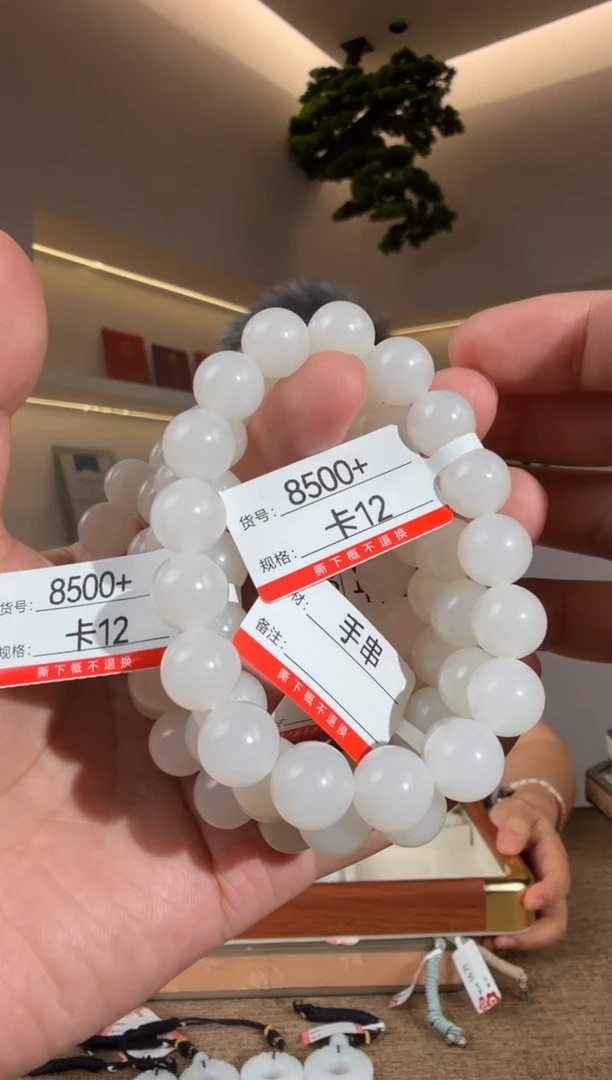 8500+
货号:
卡12
规格:
撕下概不退换
8500+
货号:
卡12
规格:
撕下概不退换
材:
备注:
手串
撕下概不退换